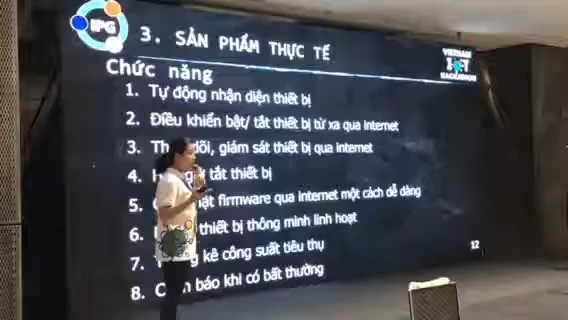 IPG
3. SẢN PHẨM THỰC TẾ
VIETNAM
IoT
HACKATHON
Chức năng
1. Tự động nhận diện thiết bị
2. Điều khiển bật/ tắt thiết bị từ xa qua internet
3. Th dõi, giám sát thiết bị qua internet
4. H tắt thiết bị
5. firmware qua internet một cách dễ dàng
6. thiết bị thông minh linh hoạt
7. kê công suất tiêu thụ
8. báo khi có bất thường
12